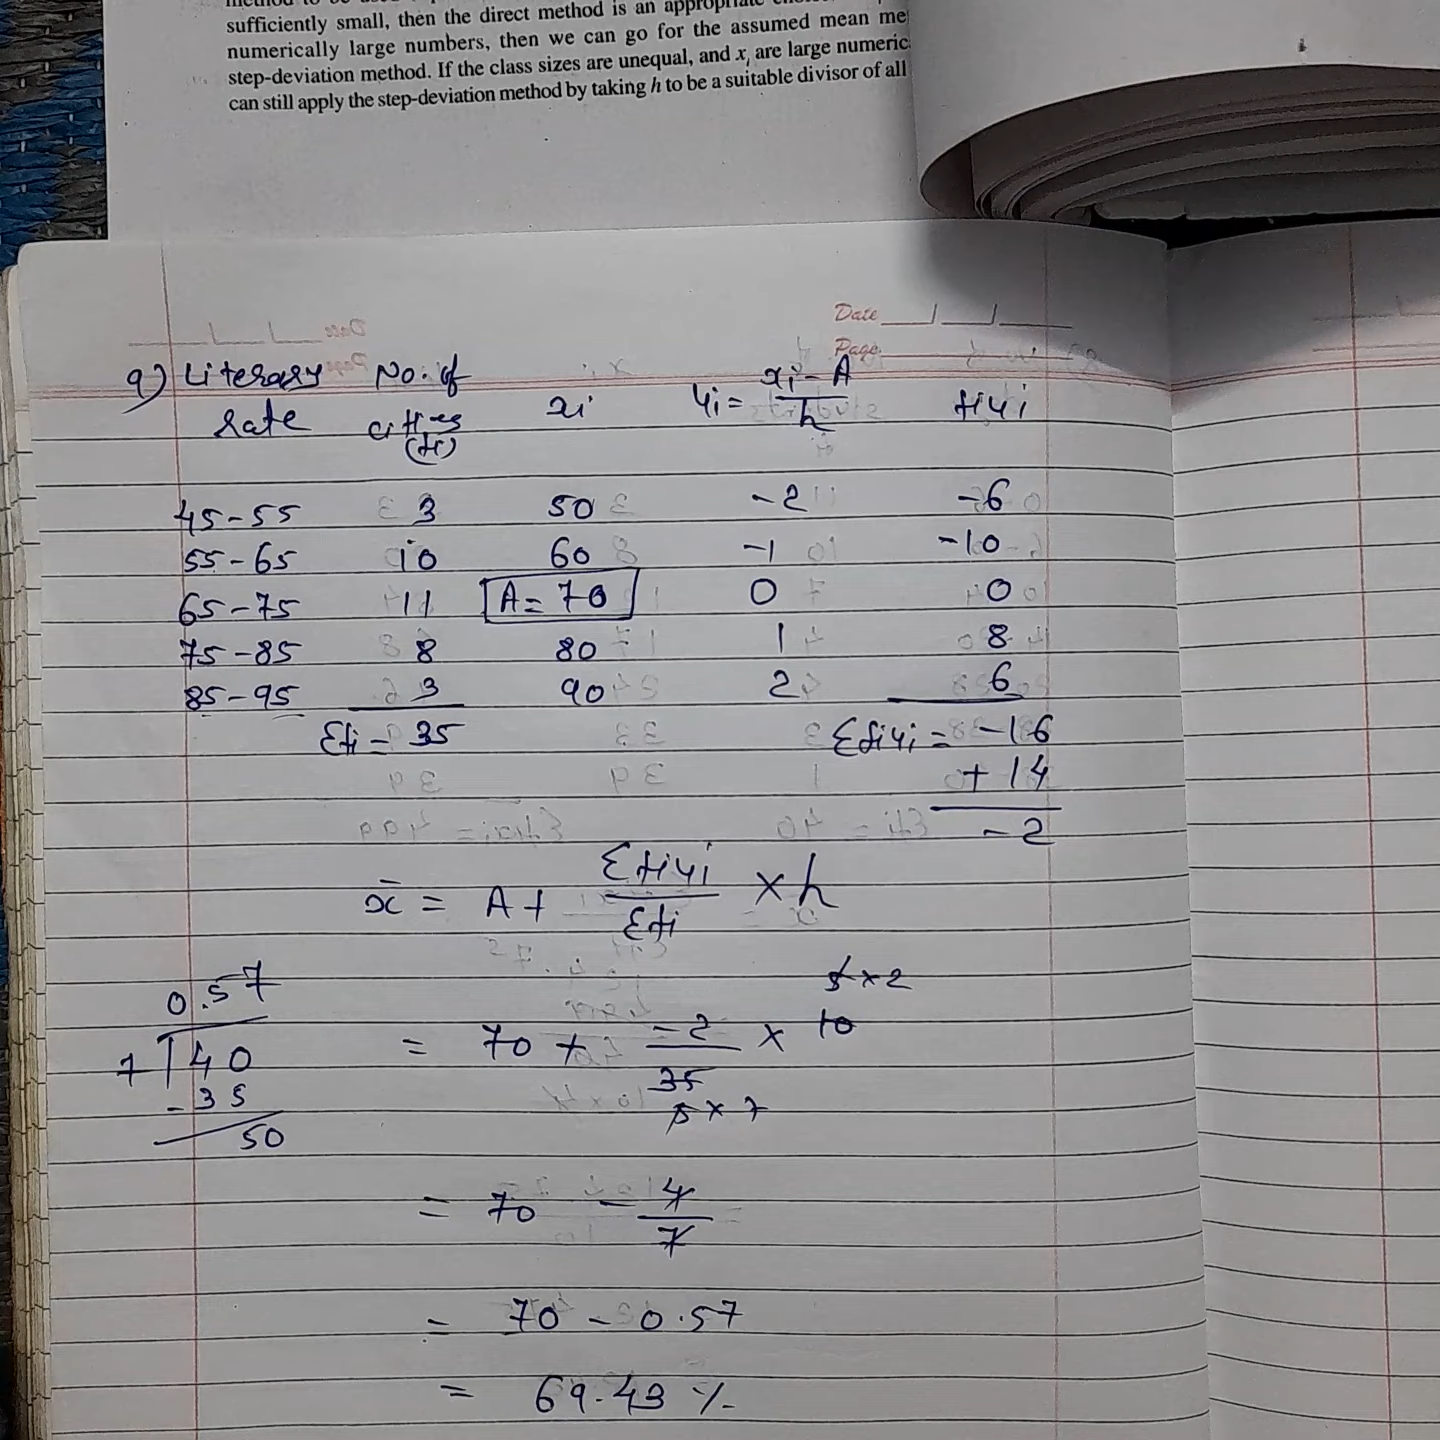 sufficiently small, then the direct method is an
numerically large numbers, then we can go for the assumed mean
step-deviation method. If the class sizes are unequal, and xi are large
can still apply the step-deviation method by taking h to be a suitable divisor of all
Date
Page
9) Literary rate No. of cities (fi) xi ui = xi - A / h fiui
45-55 3 50 -2 -6
55-65 10 60 -1 -10
65-75 11 A = 70 0 0
75-85 8 80 1 8
85-95 3 90 2 6
Σfi = 35 Σfiui = -16
+ 14
-2
x̄ = A + Σfiui / Σfi × h
5 × 2
= 70 + -2 / 35 × 10
5 × 7
0.57
7 40
- 35
50
= 70 - 4 / 7
= 70 - 0.57
= 69.43 %